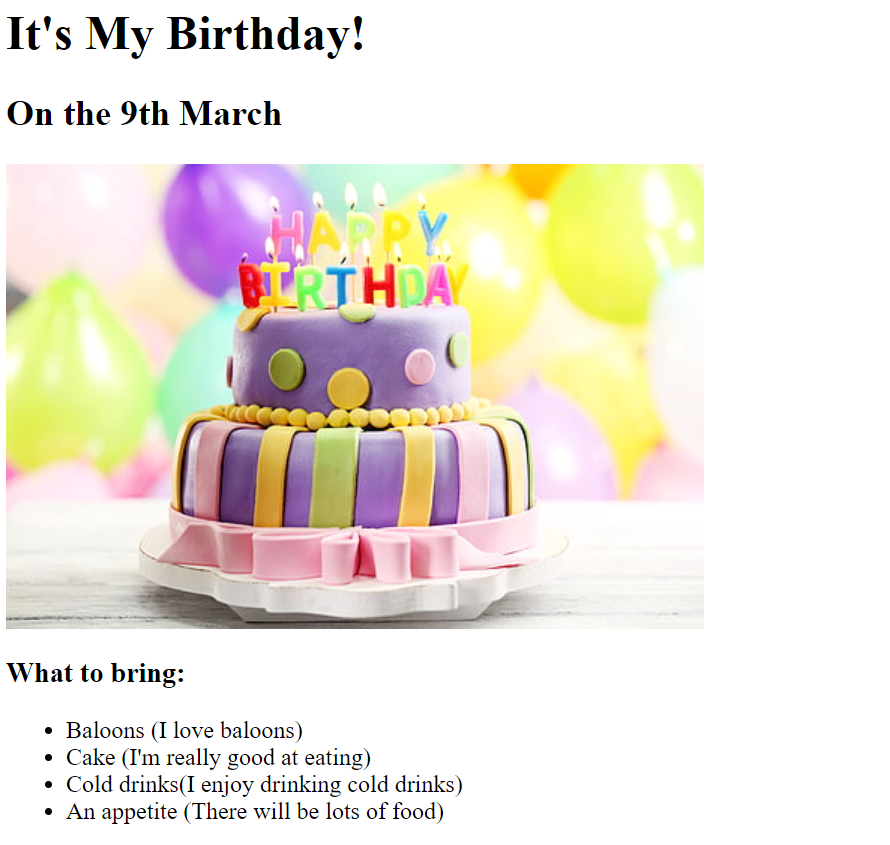 It's My Birthday!
On the 9th March
HAPPY
BIRTHDAY
What to bring:
Baloons (I love baloons)
Cake (I'm really good at eating)
Cold drinks(I enjoy drinking cold drinks)
An appetite (There will be lots of food)